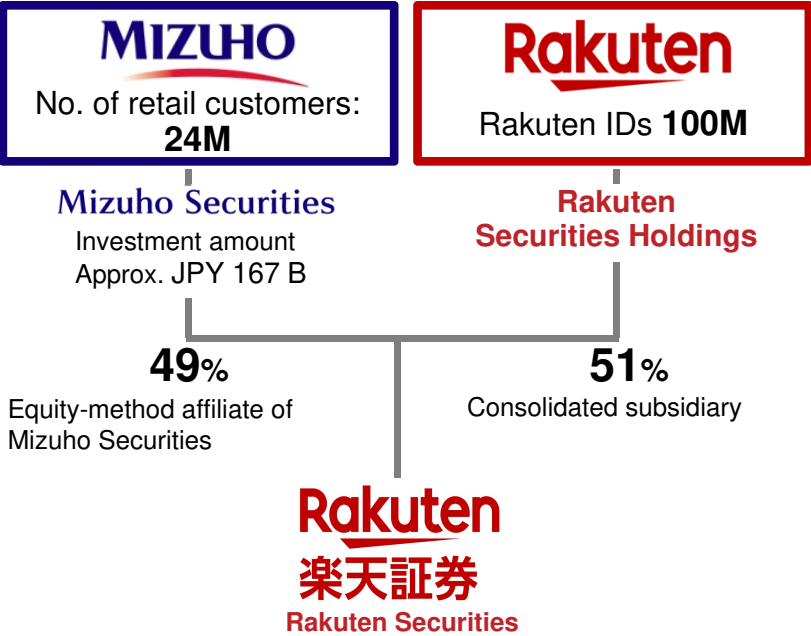 MIZUHO
No. of retail customers:
24M
Rakuten
Rakuten IDs 100M
Mizuho Securities
Investment amount
Approx. JPY 167 B
Rakuten
Securities Holdings
49%
Equity-method affiliate of
Mizuho Securities
51%
Consolidated subsidiary
Rakuten
楽天証券
Rakuten Securities